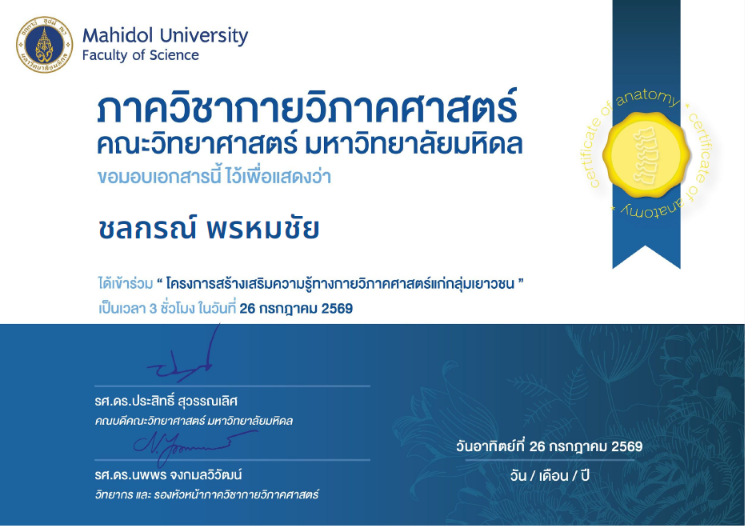 Mahidol University
Faculty of Science
ภาควิชากายวิภาคศาสตร์
คณะวิทยาศาสตร์ มหาวิทยาลัยมหิดล
ขอมอบเอกสารนี้ ไว้เพื่อแสดงว่า
certificate of anatomy * certificate of anatomy *
ชลกรณ์ พรหมชัย
ได้เข้าร่วม “ โครงการสร้างเสริมความรู้ทางกายวิภาคศาสตร์แก่กลุ่มเยาวชน ”
เป็นเวลา 3 ชั่วโมง ในวันที่ 26 กรกฎาคม 2569
รศ.ดร.ประสิทธิ์ สุวรรณเลิศ
คณบดีคณะวิทยาศาสตร์ มหาวิทยาลัยมหิดล
รศ.ดร.นพพร จงกมลวิวัฒน์
วิทยากร และ รองหัวหน้าภาควิชากายวิภาคศาสตร์
วันอาทิตย์ที่ 26 กรกฎาคม 2569
วัน / เดือน / ปี